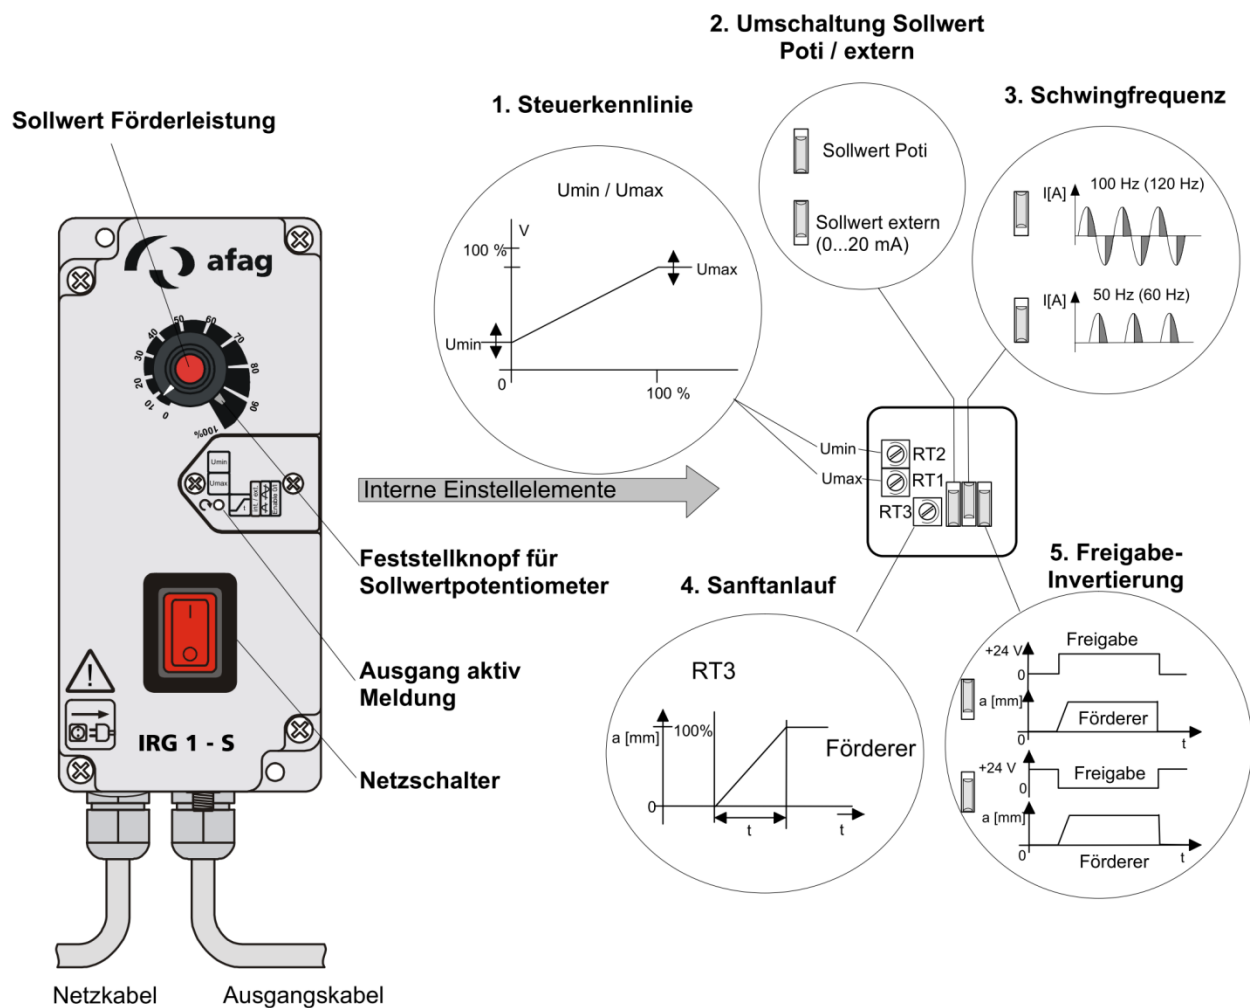 2. Umschaltung Sollwert
Poti / extern
1. Steuerkennlinie
3. Schwingfrequenz
Sollwert Förderleistung
Sollwert Poti
Sollwert extern
(0...20 mA)
I[A]
100 Hz (120 Hz)
I[A]
50 Hz (60 Hz)
Umin / Umax
V
100 %
Umax
Umin
0
100 %
afag
0
10
20
30
40
50
60
70
80
90
100%
Umin
Umax
int. / ext.
Enable 0/I
Interne Einstellelemente
Umin
RT2
Umax
RT1
RT3
Feststellknopf für
Sollwertpotentiometer
Ausgang aktiv
Meldung
Netzschalter
I
IRG 1 - S
Netzkabel
Ausgangskabel
4. Sanftanlauf
RT3
a [mm]
100%
0
t
t
Förderer
5. Freigabe-
Invertierung
+24 V
Freigabe
0
a [mm]
Förderer
0
t
+24 V
Freigabe
0
a [mm]
0
Förderer
t